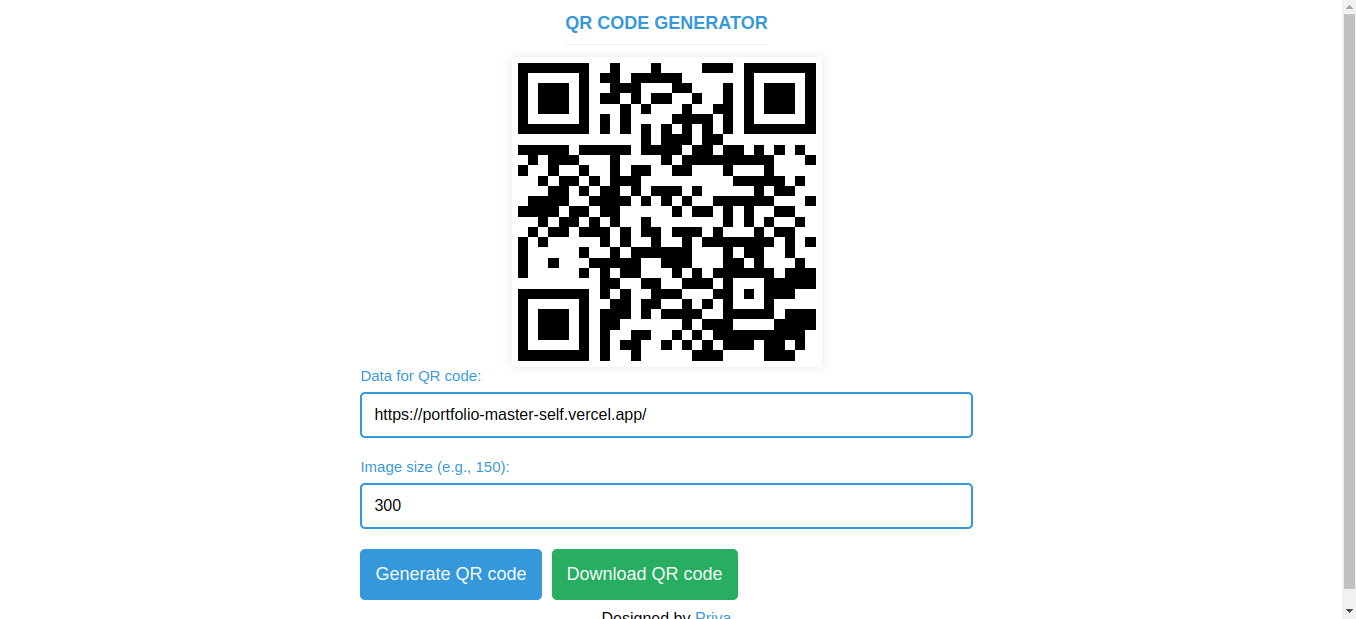 QR CODE GENERATOR
Data for QR code:
https://portfolio-master-self.vercel.app/
Image size (e.g., 150):
300
Generate QR code
Download QR code
Designed by Priya